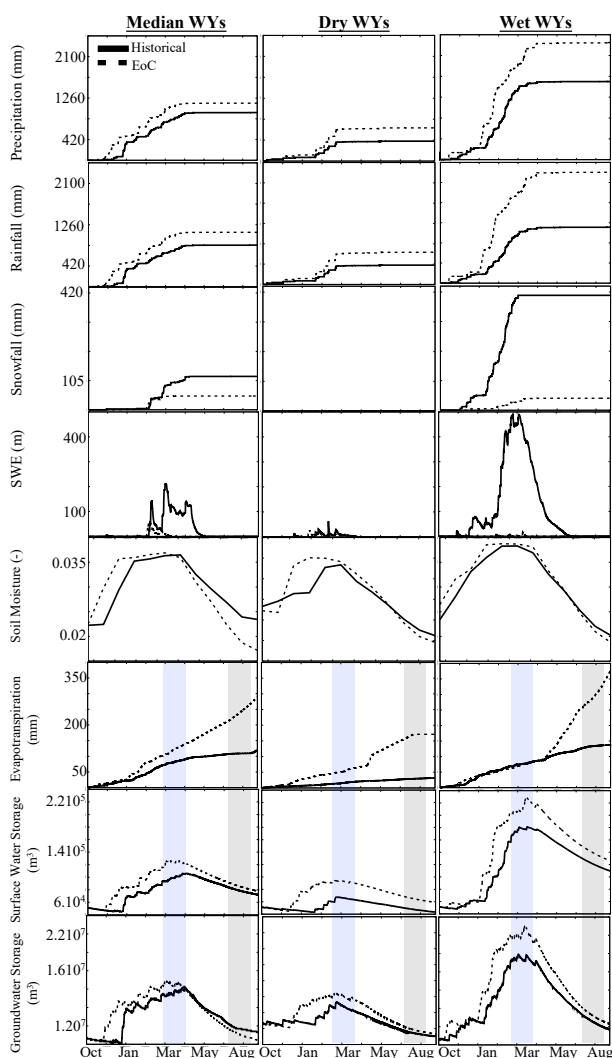 Median WYs Dry WYs Wet WYs
Historical
EoC
Precipitation (mm)
2100
1260
420
Rainfall (mm)
2100
1260
420
Snowfall (mm)
420
105
SWE (m)
400
100
Soil Moisture (-)
0.035
0.02
Evapotranspiration
(mm)
350
200
50
Surface Water Storage
(m³)
2.210⁵
1.410⁵
6.10⁴
Groundwater Storage
(m³)
2.210⁷
1.610⁷
1.20⁷
Oct Jan Mar May Aug Oct Jan Mar May Aug Oct Jan Mar May Aug